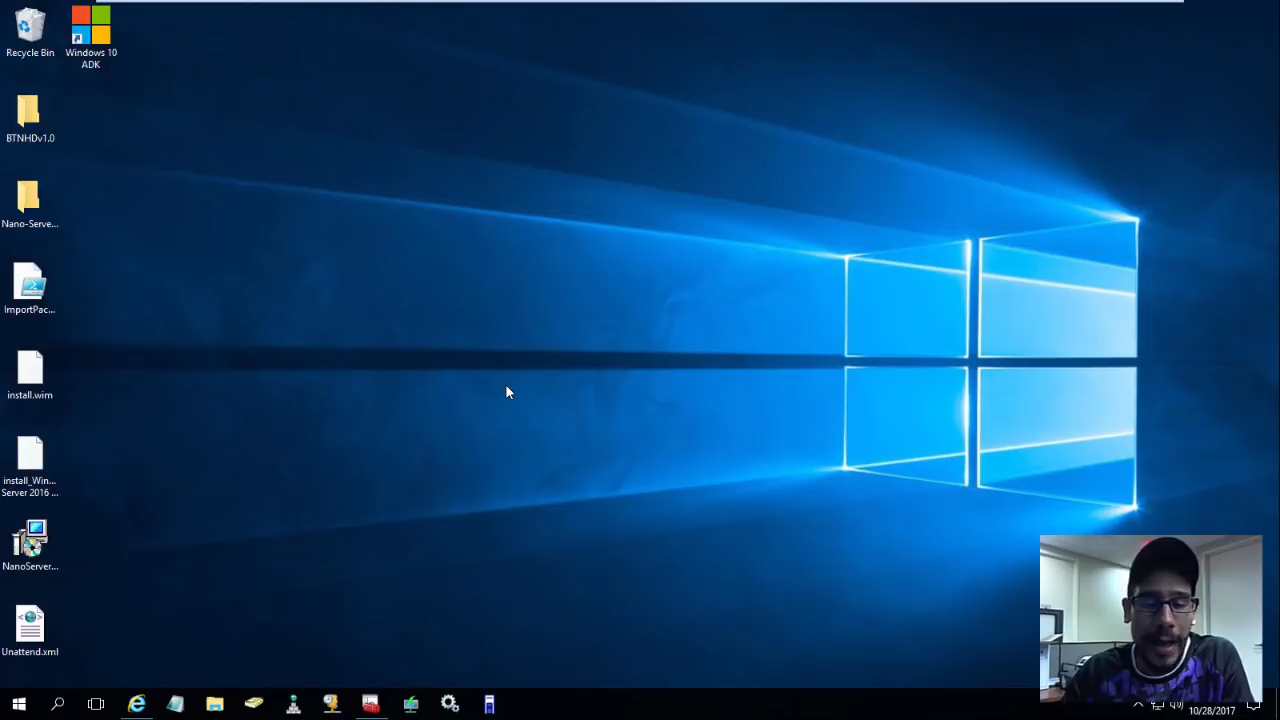 Recycle Bin
Windows 10
ADK
BTNHDv1.0
Nano-Serve...
ImportPac...
install.wim
install_Win...
Server 2016 ...
NanoServer...
Unattend.xml
10/28/2017